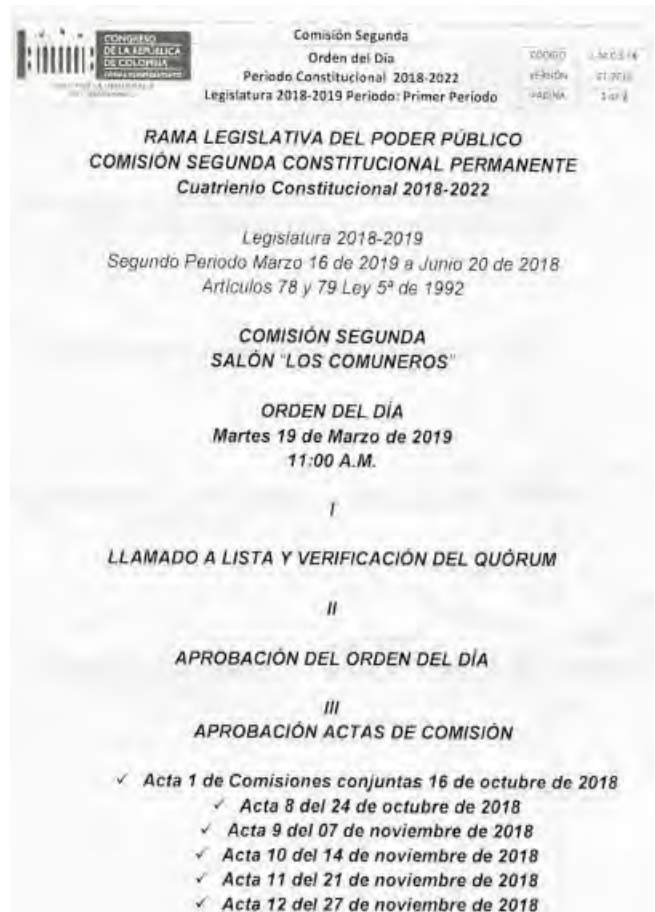 CONGRESO
DE LA REPÚBLICA
DE COLOMBIA
Comisión Segunda
Orden del Día
Periodo Constitucional 2018-2022
Legislatura 2018-2019 Periodo: Primer Periodo
CÓDIGO
VERSIÓN
PÁGINA
RAMA LEGISLATIVA DEL PODER PÚBLICO
COMISIÓN SEGUNDA CONSTITUCIONAL PERMANENTE
Cuatrienio Constitucional 2018-2022
Legislatura 2018-2019
Segundo Periodo Marzo 16 de 2019 a Junio 20 de 2018
Artículos 78 y 79 Ley 5ª de 1992
COMISIÓN SEGUNDA
SALÓN "LOS COMUNEROS"
ORDEN DEL DÍA
Martes 19 de Marzo de 2019
11:00 A.M.
I
LLAMADO A LISTA Y VERIFICACIÓN DEL QUÓRUM
II
APROBACIÓN DEL ORDEN DEL DÍA
III
APROBACIÓN ACTAS DE COMISIÓN
✓ Acta 1 de Comisiones conjuntas 16 de octubre de 2018
✓ Acta 8 del 24 de octubre de 2018
✓ Acta 9 del 07 de noviembre de 2018
✓ Acta 10 del 14 de noviembre de 2018
✓ Acta 11 del 21 de noviembre de 2018
✓ Acta 12 del 27 de noviembre de 2018